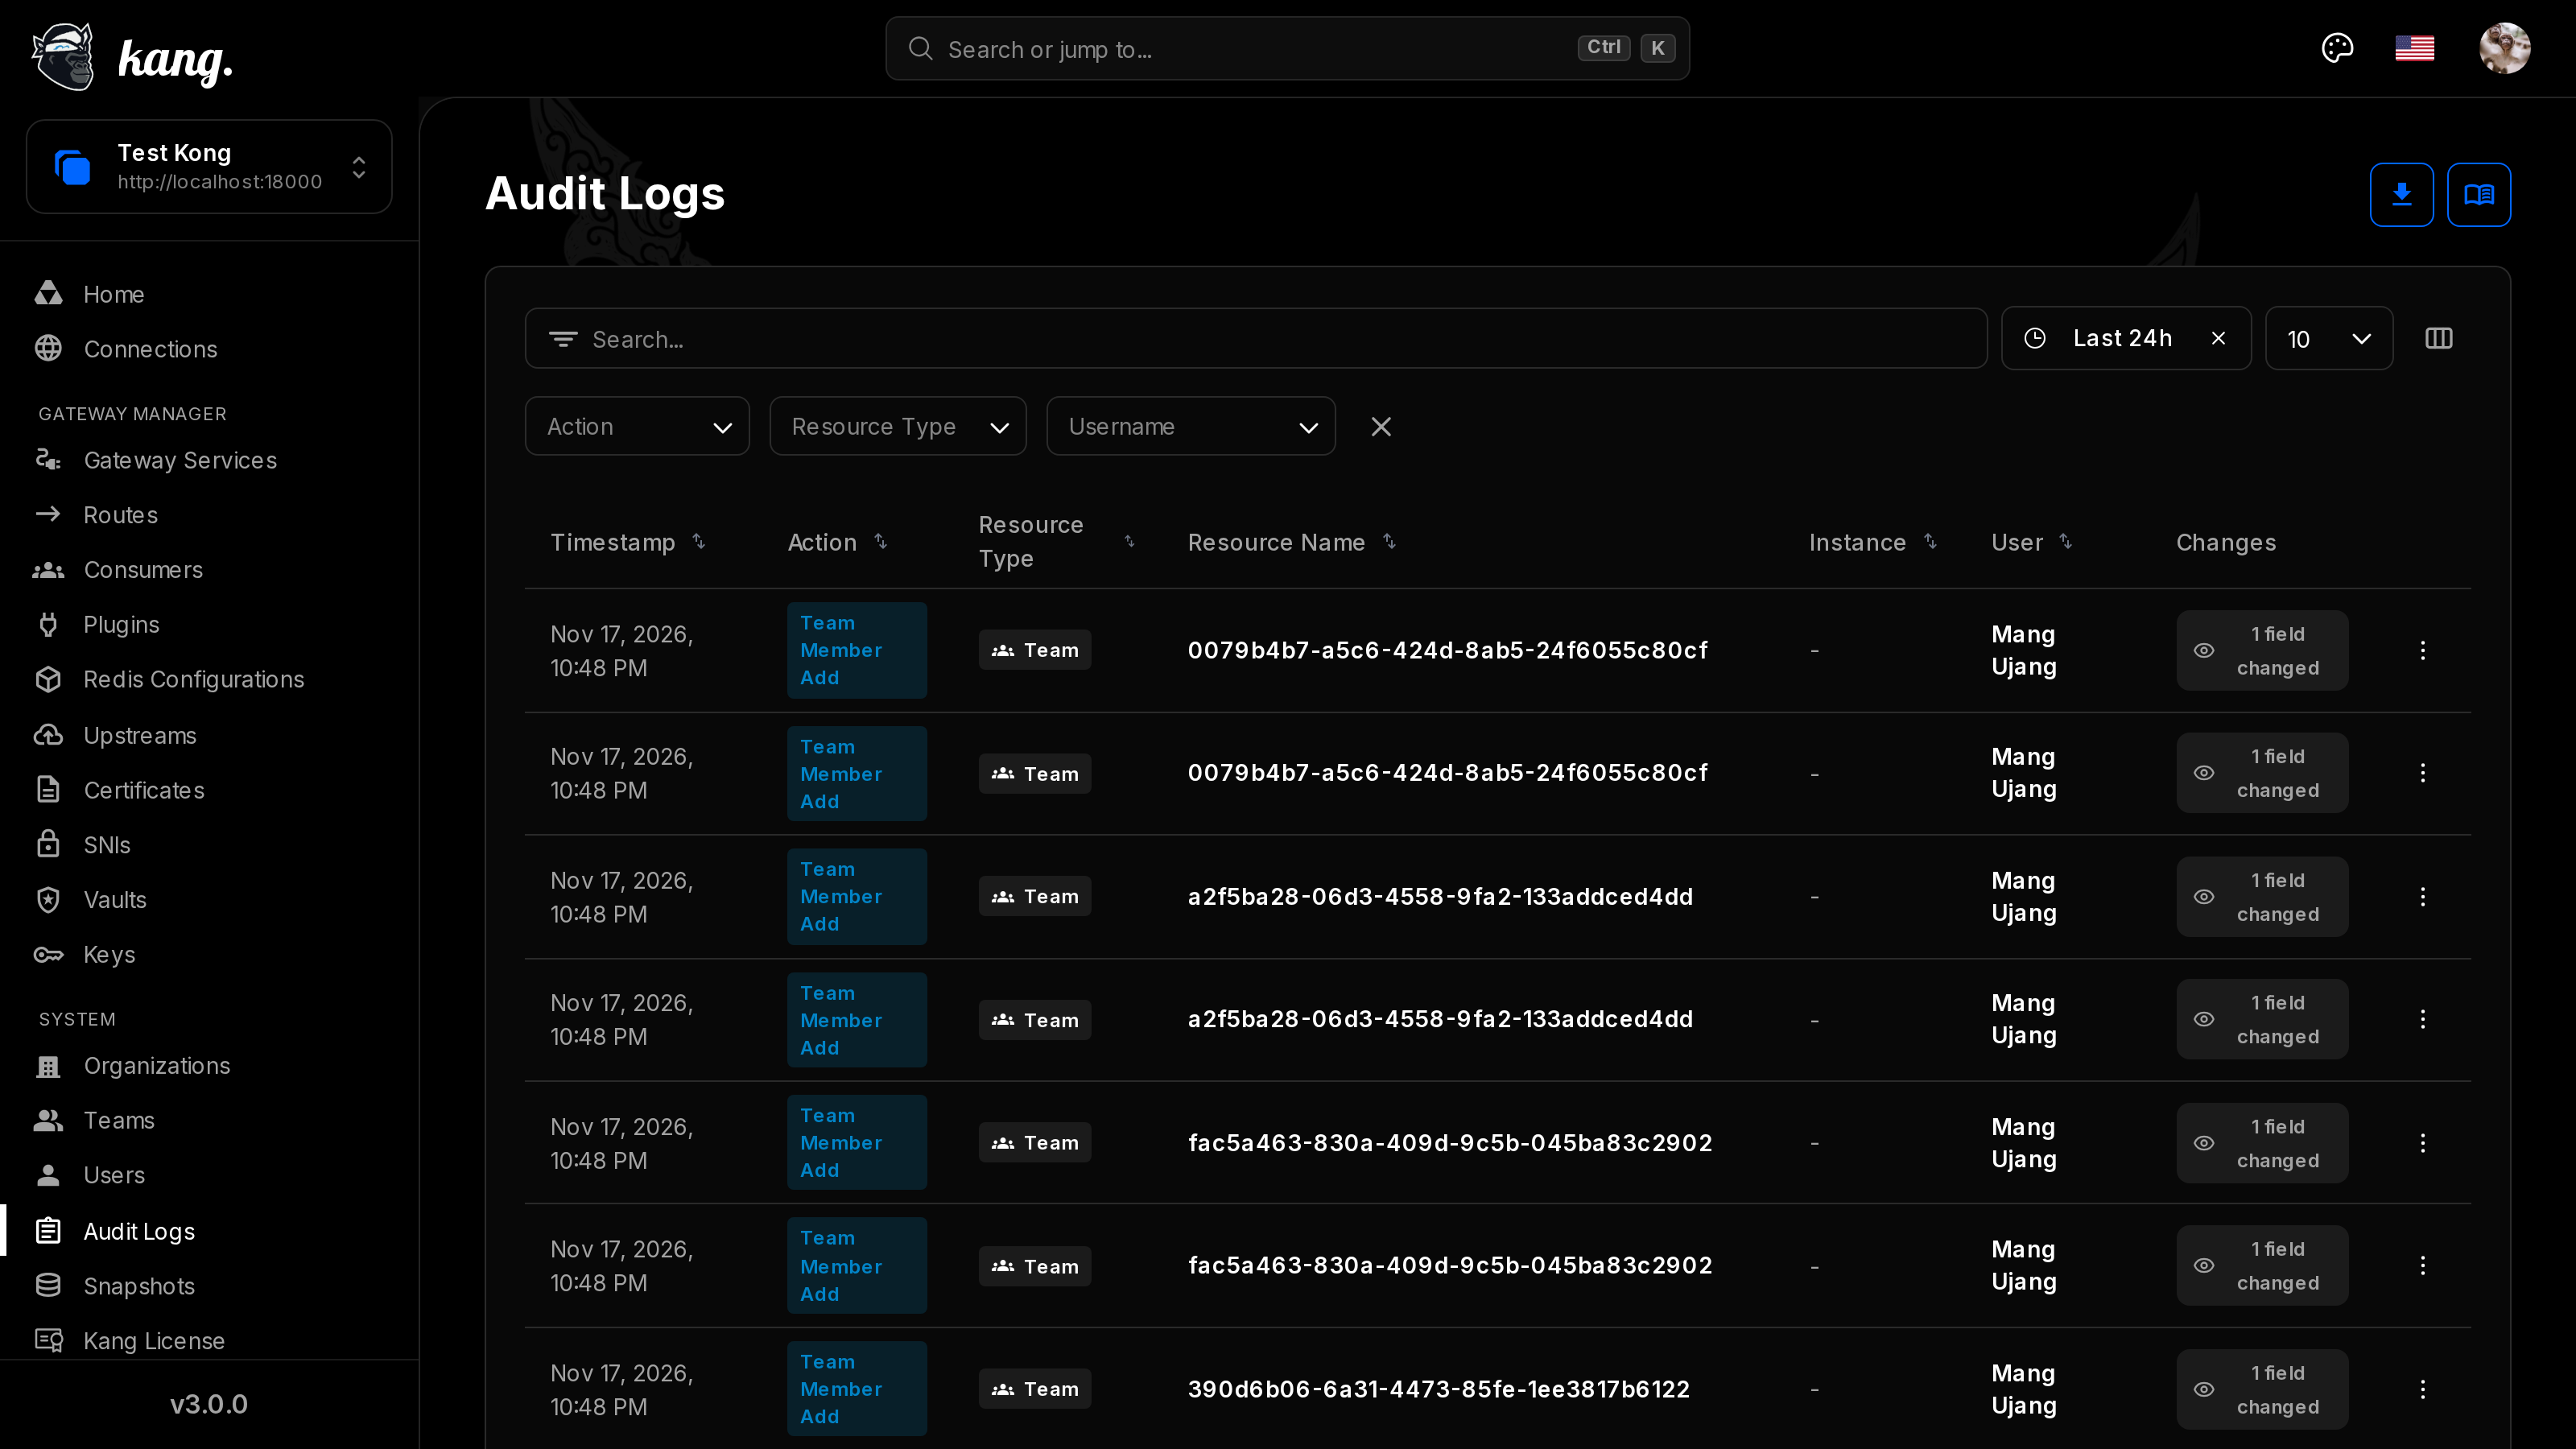 kang.
Search or jump to...
Ctrl K
Test Kong
http://localhost:18000
Home
Connections
GATEWAY MANAGER
Gateway Services
Routes
Consumers
Plugins
Redis Configurations
Upstreams
Certificates
SNIs
Vaults
Keys
SYSTEM
Organizations
Teams
Users
Audit Logs
Snapshots
Kang License
v3.0.0
Audit Logs
Search...
Last 24h
10
Action
Resource Type
Username
Timestamp
Action
Resource
Type
Resource Name
Instance
User
Changes
Nov 17, 2026,
10:48 PM
Team
Member
Add
Team
0079b4b7-a5c6-424d-8ab5-24f6055c80cf
-
Mang
Ujang
1 field
changed
Nov 17, 2026,
10:48 PM
Team
Member
Add
Team
0079b4b7-a5c6-424d-8ab5-24f6055c80cf
-
Mang
Ujang
1 field
changed
Nov 17, 2026,
10:48 PM
Team
Member
Add
Team
a2f5ba28-06d3-4558-9fa2-133addced4dd
-
Mang
Ujang
1 field
changed
Nov 17, 2026,
10:48 PM
Team
Member
Add
Team
a2f5ba28-06d3-4558-9fa2-133addced4dd
-
Mang
Ujang
1 field
changed
Nov 17, 2026,
10:48 PM
Team
Member
Add
Team
fac5a463-830a-409d-9c5b-045ba83c2902
-
Mang
Ujang
1 field
changed
Nov 17, 2026,
10:48 PM
Team
Member
Add
Team
fac5a463-830a-409d-9c5b-045ba83c2902
-
Mang
Ujang
1 field
changed
Nov 17, 2026,
10:48 PM
Team
Member
Add
Team
390d6b06-6a31-4473-85fe-1ee3817b6122
-
Mang
Ujang
1 field
changed